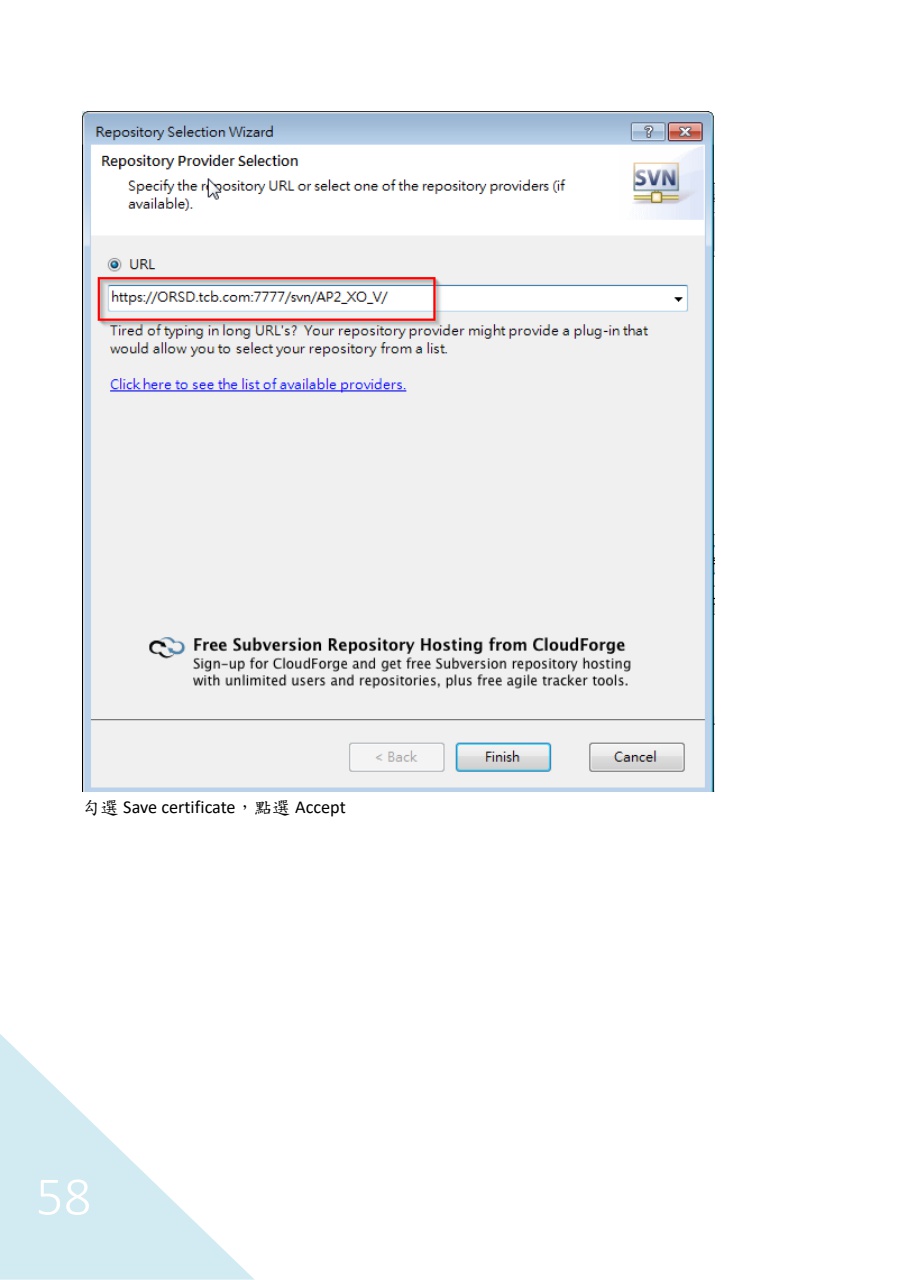 Repository Selection Wizard
?
Repository Provider Selection
Specify the repository URL or select one of the repository providers (if
available).
SVN
URL
https://ORSD.tcb.com:7777/svn/AP2_XO_V/
Tired of typing in long URL's? Your repository provider might provide a plug-in that
would allow you to select your repository from a list.
Click here to see the list of available providers.
Free Subversion Repository Hosting from CloudForge
Sign-up for CloudForge and get free Subversion repository hosting
with unlimited users and repositories, plus free agile tracker tools.
< Back
Finish
Cancel
勾選 Save certificate，點選 Accept
58